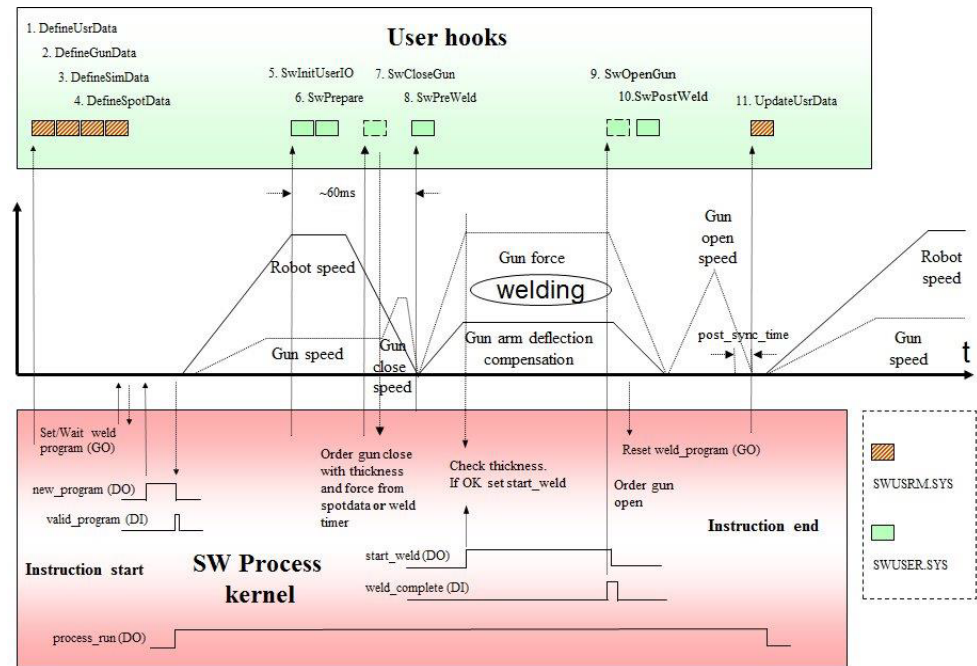 User hooks
1. DefineUsrData
2. DefineGunData
3. DefineSimData
4. DefineSpotData
5. SwInitUserIO
6. SwPrepare
7. SwCloseGun
8. SwPreWeld
9. SwOpenGun
10.SwPostWeld
11. UpdateUsrData
~60ms
Robot speed
Gun speed
Gun
close
speed
Gun force
welding
Gun arm deflection
compensation
Gun
open
speed
post_sync_time
Robot
speed
Gun
speed
t
Set/Wait weld
program (GO)
new_program (DO)
valid_program (DI)
Instruction start
SW Process
kernel
process_run (DO)
Order gun close
with thickness
and force from
spotdata or weld
timer
Check thickness.
If OK set start_weld
start_weld (DO)
weld_complete (DI)
Reset weld_program (GO)
Order gun
open
Instruction end
SWUSRM.SYS
SWUSER.SYS